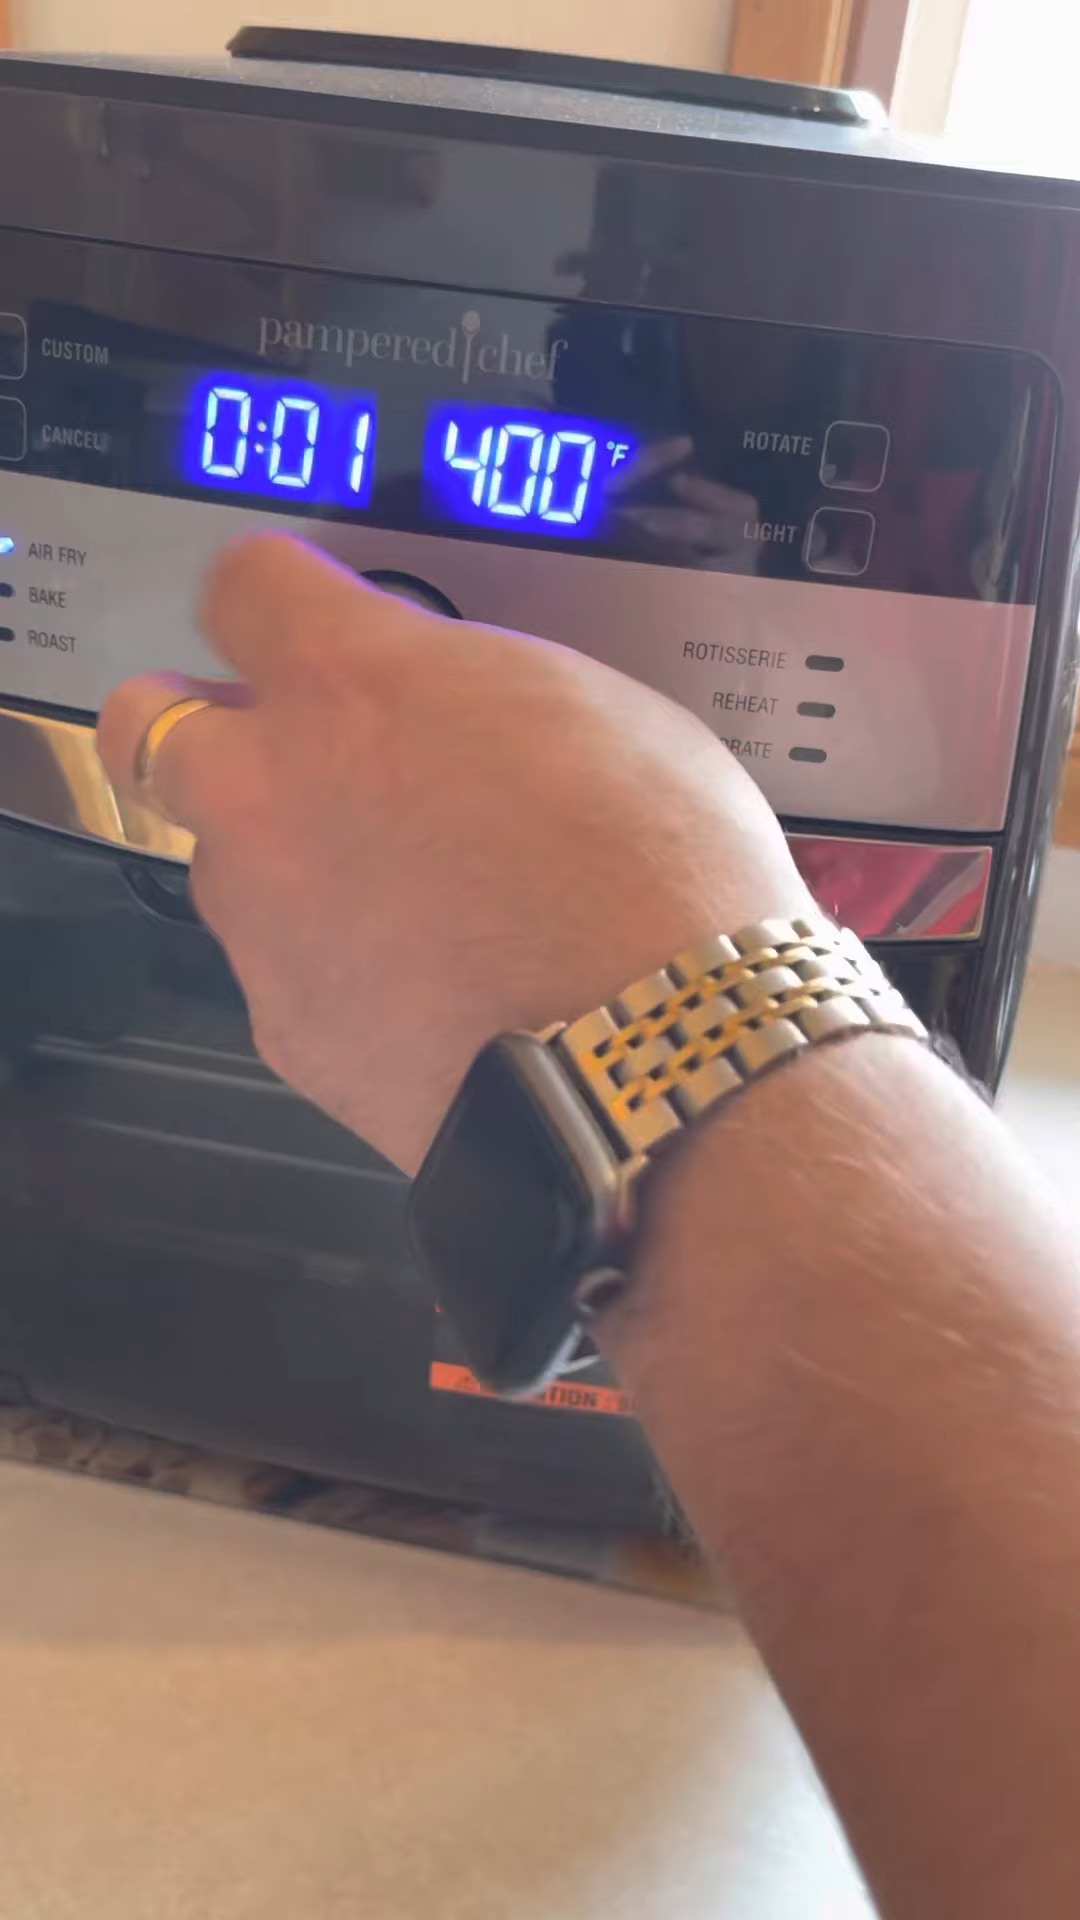 pampered chef
CUSTOM
CANCEL
0:01 400 °F
ROTATE
LIGHT
AIR FRY
BAKE
ROAST
ROTISSERIE
REHEAT